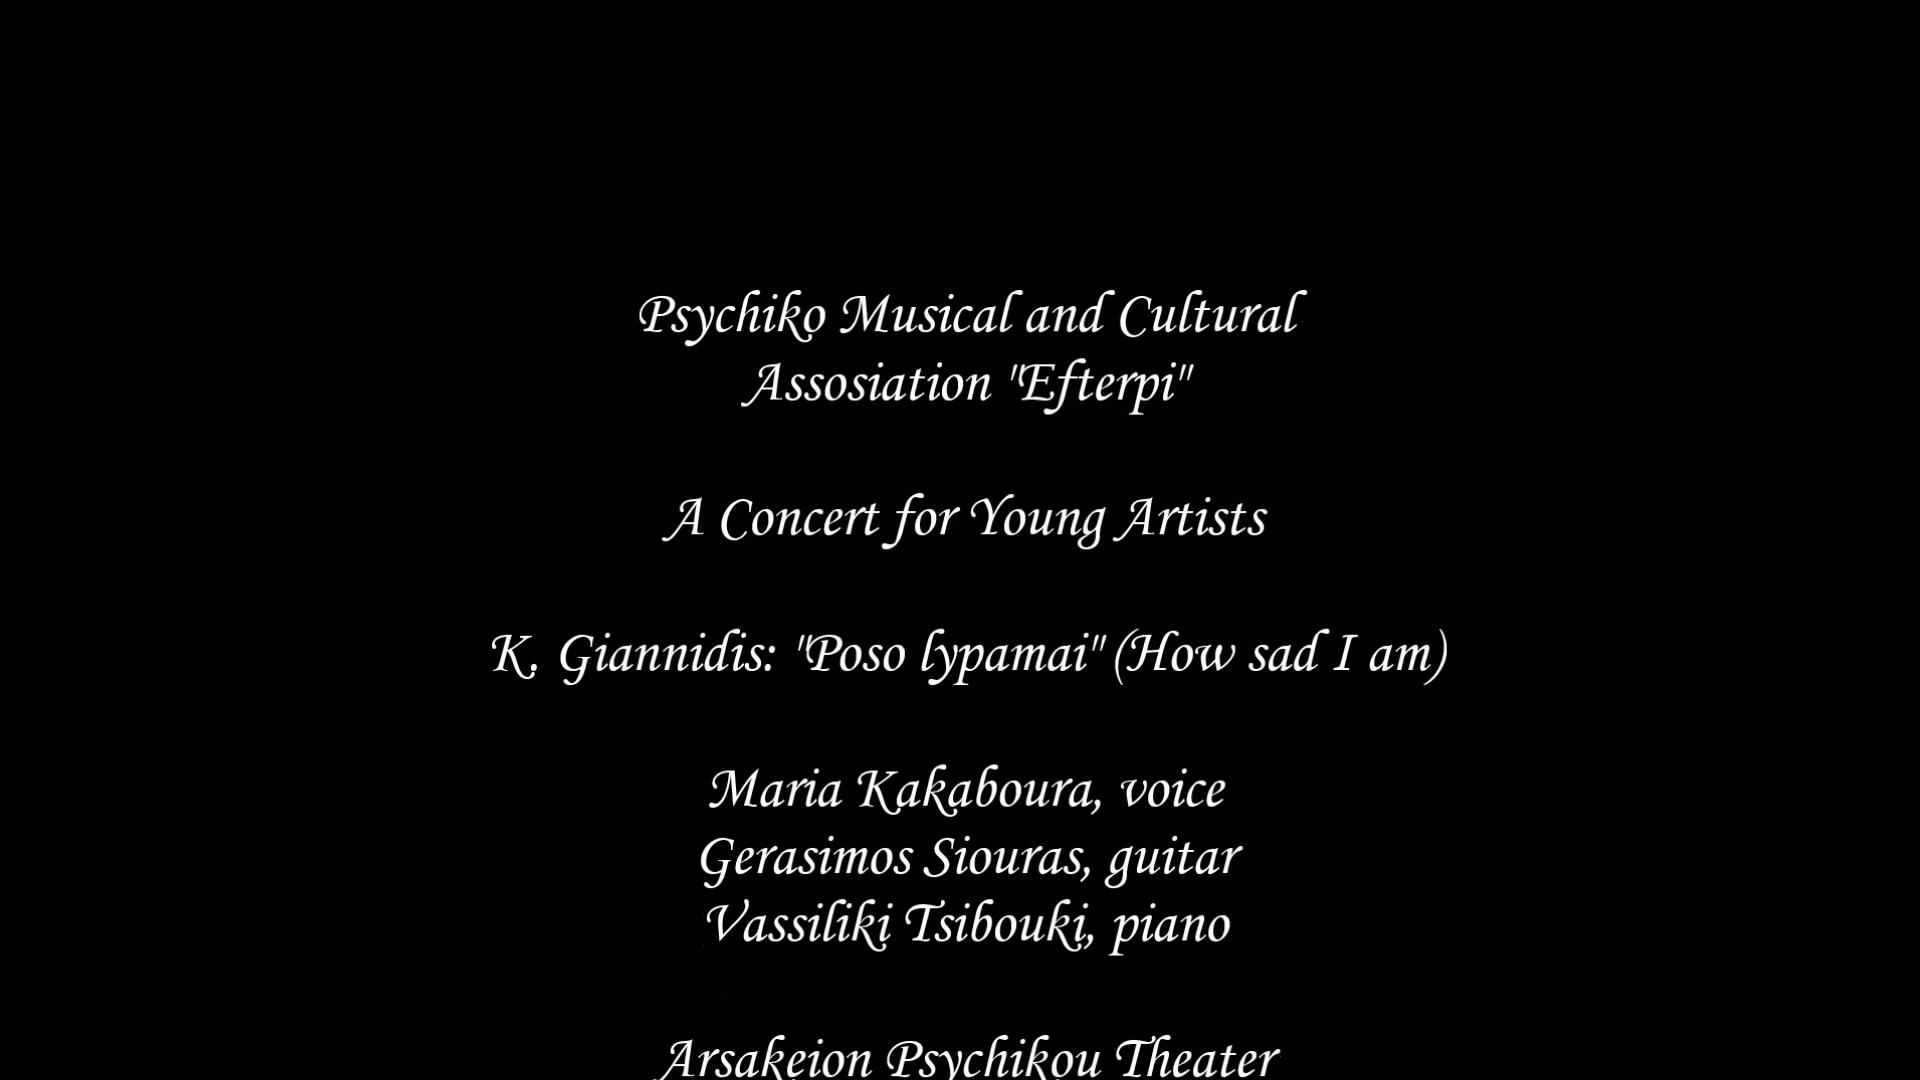 Psychiko Musical and Cultural
Assosiation "Efterpi"
A Concert for Young Artists
K. Giannidis: "Poso lypamai" (How sad I am)
Maria Kakaboura, voice
Gerasimos Siouras, guitar
Vassiliki Tsibouki, piano
Arsakeion Psychikou Theater